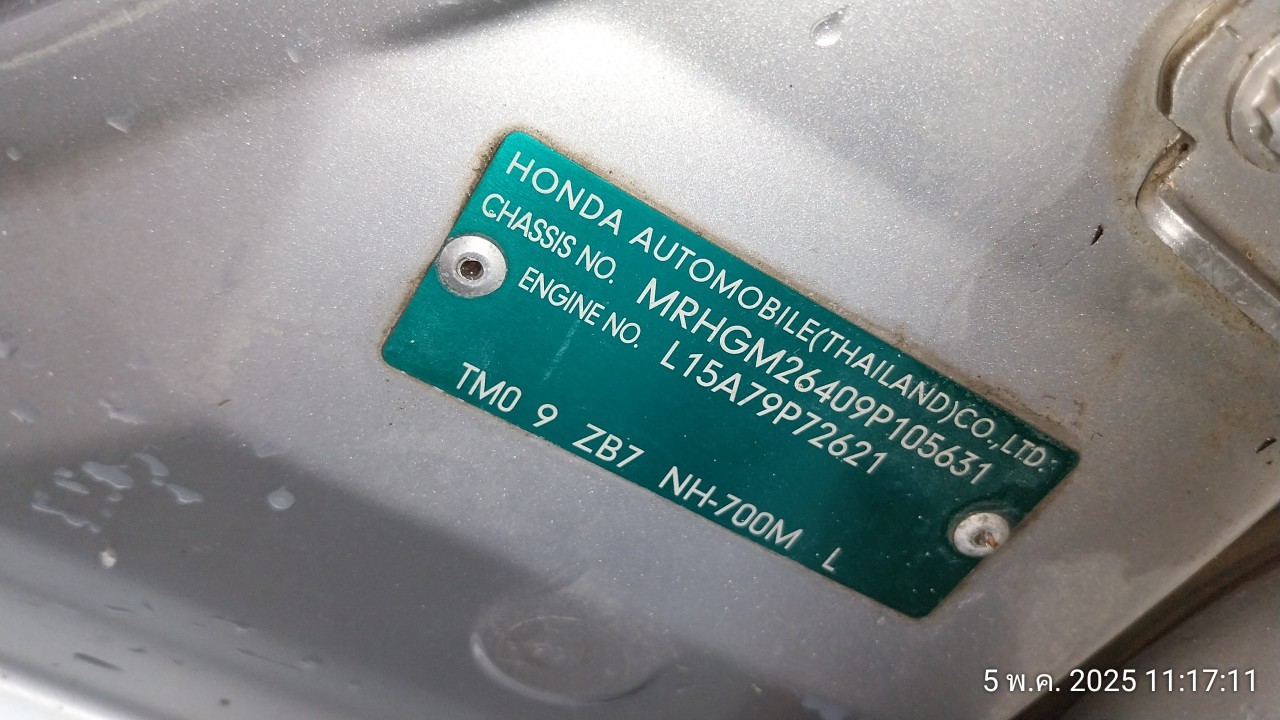 HONDA AUTOMOBILE(THAILAND)CO.,LTD.
CHASSIS NO. MRHGM26409P105631
ENGINE NO. L15A79P72621
TM0 9 ZB7 NH-700M L
5 พ.ค. 2025 11:17:11